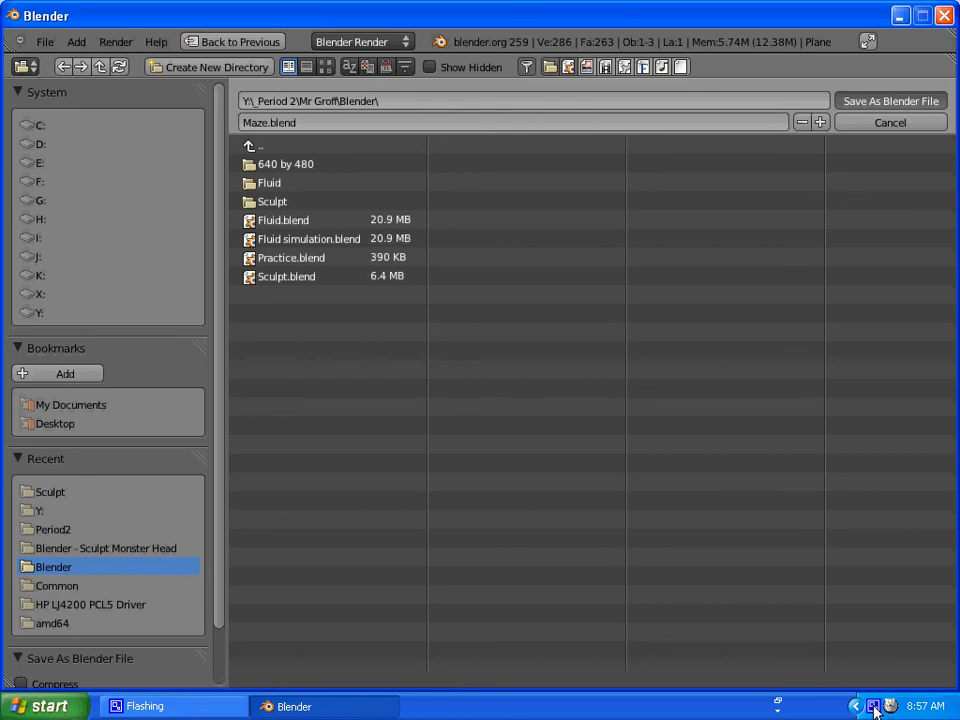 Blender
File Add Render Help Back to Previous Blender Render blender.org 259 | Ve:286 | Fa:263 | Ob:1-3 | La:1 | Mem:5.74M (12.38M) | Plane
Create New Directory Show Hidden
System
C:
D:
E:
F:
G:
H:
I:
J:
K:
X:
Y:
Bookmarks
Add
My Documents
Desktop
Recent
Sculpt
Y:
Period2
Blender - Sculpt Monster Head
Blender
Common
HP LJ4200 PCL5 Driver
amd64
Save As Blender File
Compress
Y:\_Period 2\Mr Groff\Blender\ Save As Blender File
Maze.blend Cancel
..
640 by 480
Fluid
Sculpt
Fluid.blend 20.9 MB
Fluid simulation.blend 20.9 MB
Practice.blend 390 KB
Sculpt.blend 6.4 MB
start Flashing Blender 8:57 AM